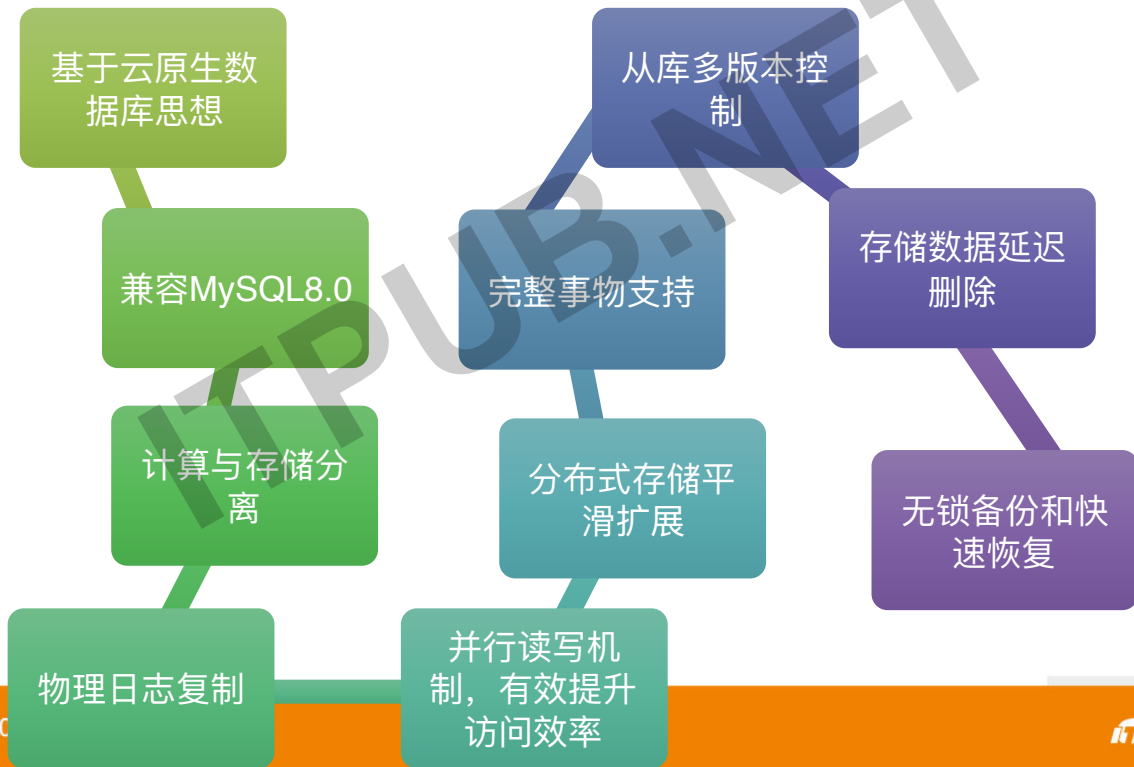 基于云原生数
据库思想
兼容MySQL8.0
计算与存储分
离
物理日志复制
并行读写机
制，有效提升
访问效率
分布式存储平
滑扩展
完整事物支持
从库多版本控
制
存储数据延迟
删除
无锁备份和快
速恢复
ITPUB.NET